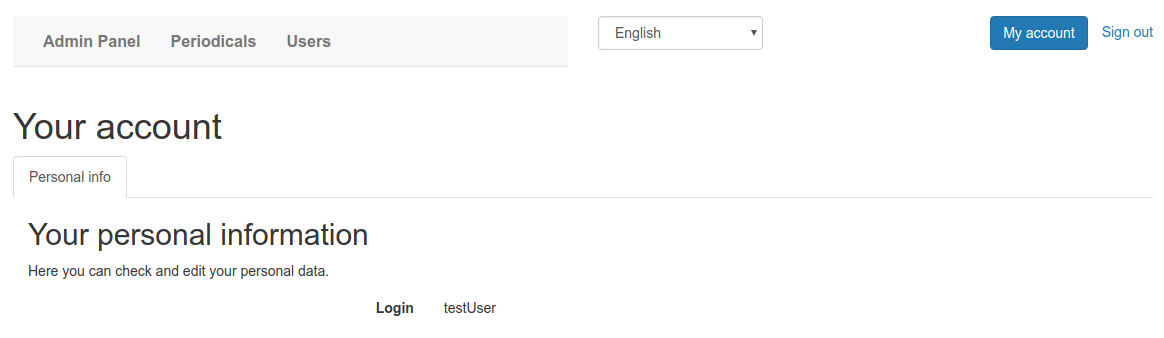 Admin Panel Periodicals Users English My account Sign out
Your account
Personal info
Your personal information
Here you can check and edit your personal data.
Login testUser